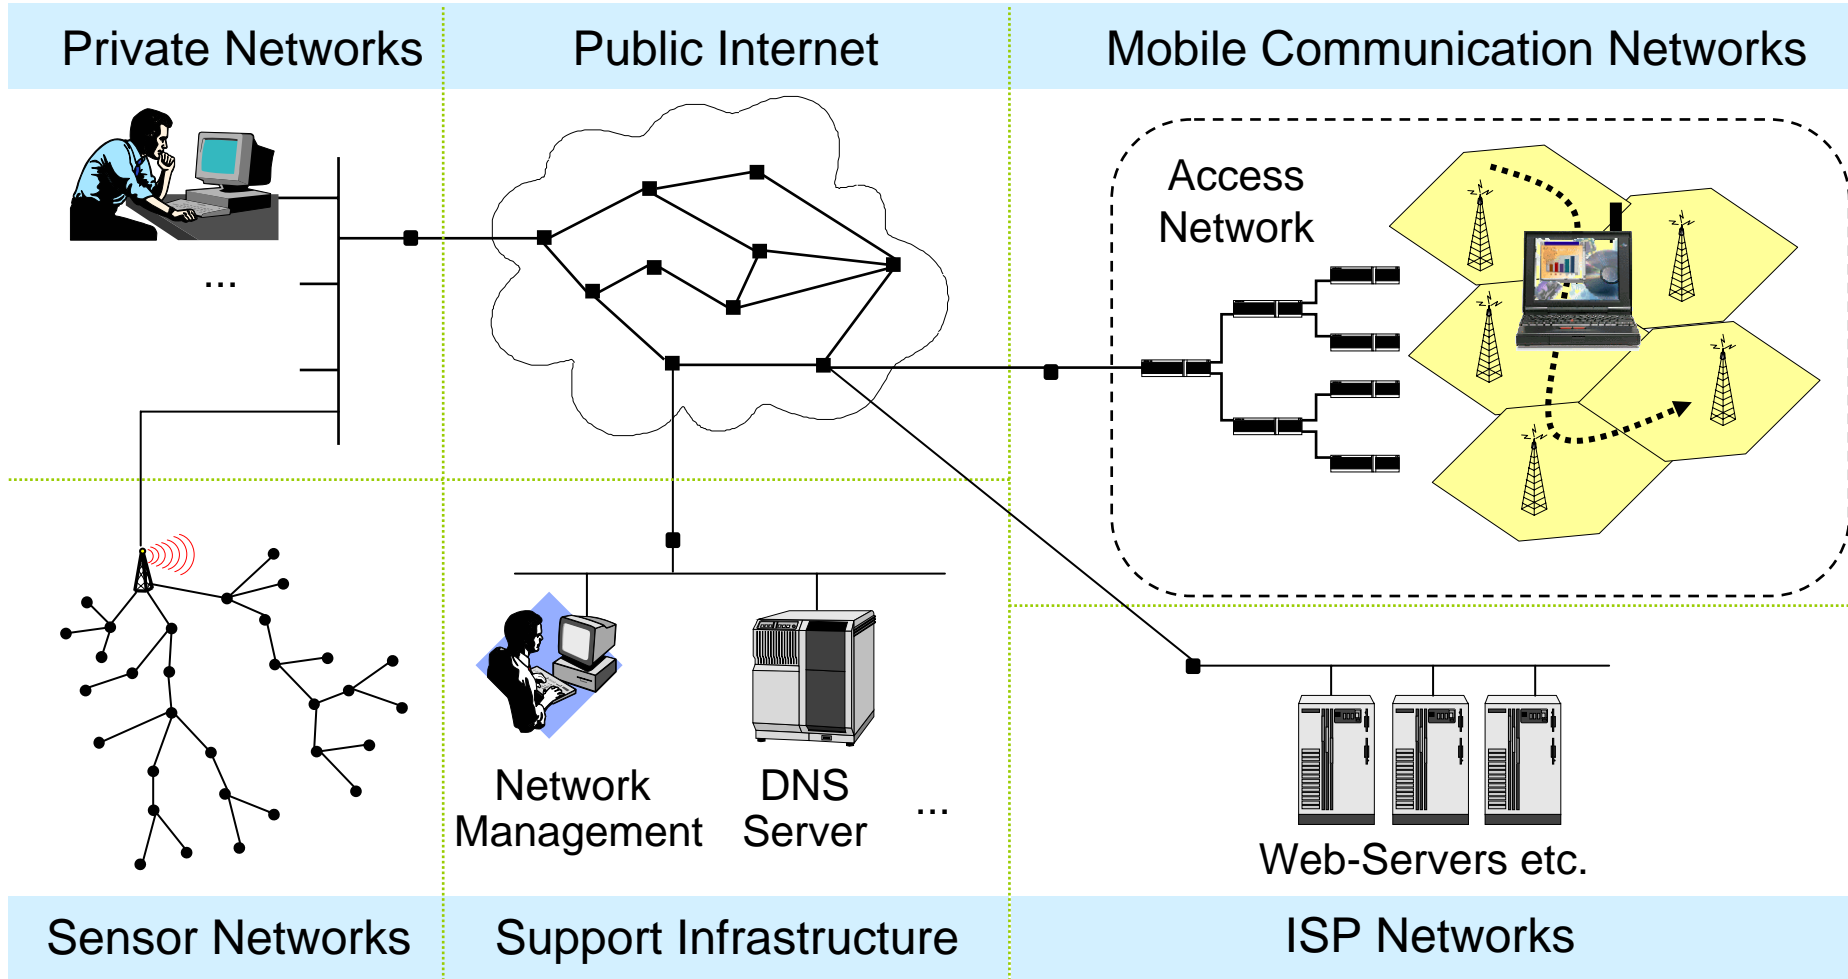 Private Networks
Public Internet
Mobile Communication Networks
Access
Network
...
Network
Management
DNS
Server
...
Web-Servers etc.
Sensor Networks
Support Infrastructure
ISP Networks